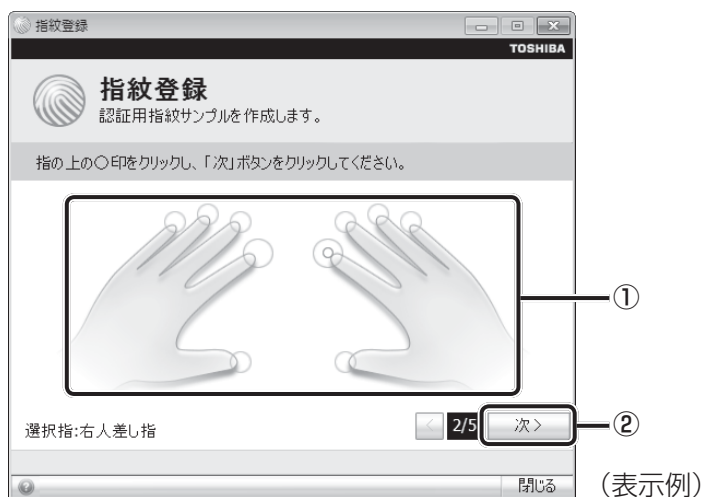 指紋登録
TOSHIBA
指紋登録
認証用指紋サンプルを作成します。
指の上の○印をクリックし、「次」ボタンをクリックしてください。
①
選択指:右人差し指
< 2/5 次 >
②
閉じる
(表示例)